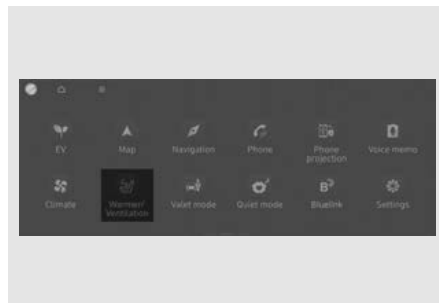 EV
Map
Navigation
Phone
Phone
projection
Voice memo
Climate
Warmer/
Ventilation
Valet mode
Quiet mode
Bluelink
Settings